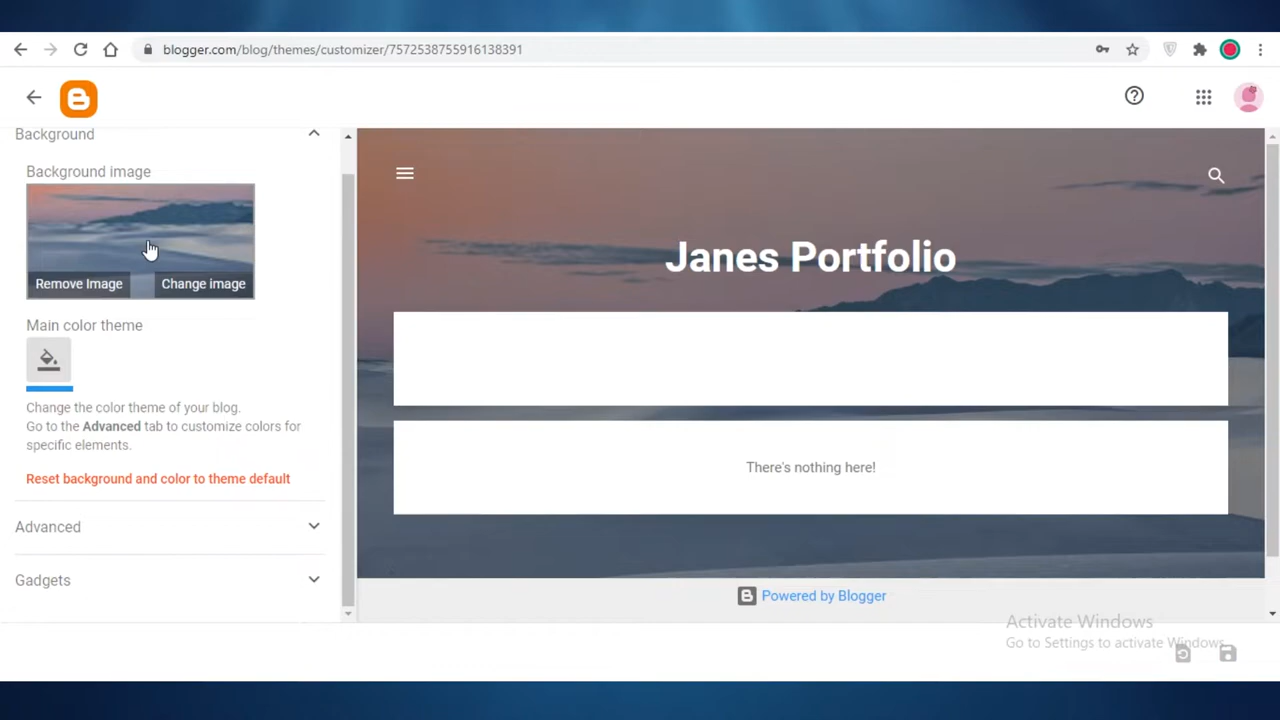 blogger.com/blog/themes/customizer/7572538755916138391
Background
Background image
Remove Image
Change image
Main color theme
Change the color theme of your blog.
Go to the Advanced tab to customize colors for
specific elements.
Reset background and color to theme default
Advanced
Gadgets
Janes Portfolio
There's nothing here!
Powered by Blogger
Activate Windows
Go to Settings to activate Windows.